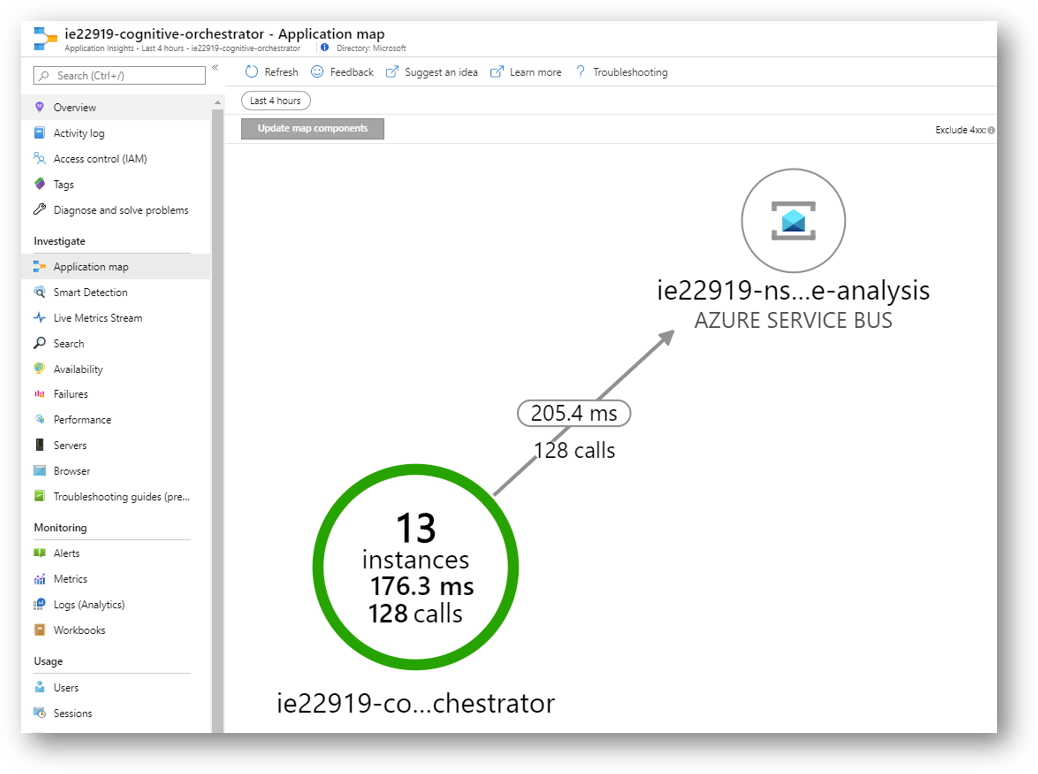 ie22919-cognitive-orchestrator - Application map
Application Insights - Last 4 hours - ie22919-cognitive-orchestrator
Directory: Microsoft
Search (Ctrl+/)
«
Refresh
Feedback
Suggest an idea
Learn more
? Troubleshooting
Last 4 hours
Update map components
Exclude 4xx:
Overview
Activity log
Access control (IAM)
Tags
Diagnose and solve problems
Investigate
Application map
Smart Detection
Live Metrics Stream
Search
Availability
Failures
Performance
Servers
Browser
Troubleshooting guides (pre...
Monitoring
Alerts
Metrics
Logs (Analytics)
Workbooks
Usage
Users
Sessions
ie22919-ns...e-analysis
AZURE SERVICE BUS
205.4 ms
128 calls
13
instances
176.3 ms
128 calls
ie22919-co...chestrator